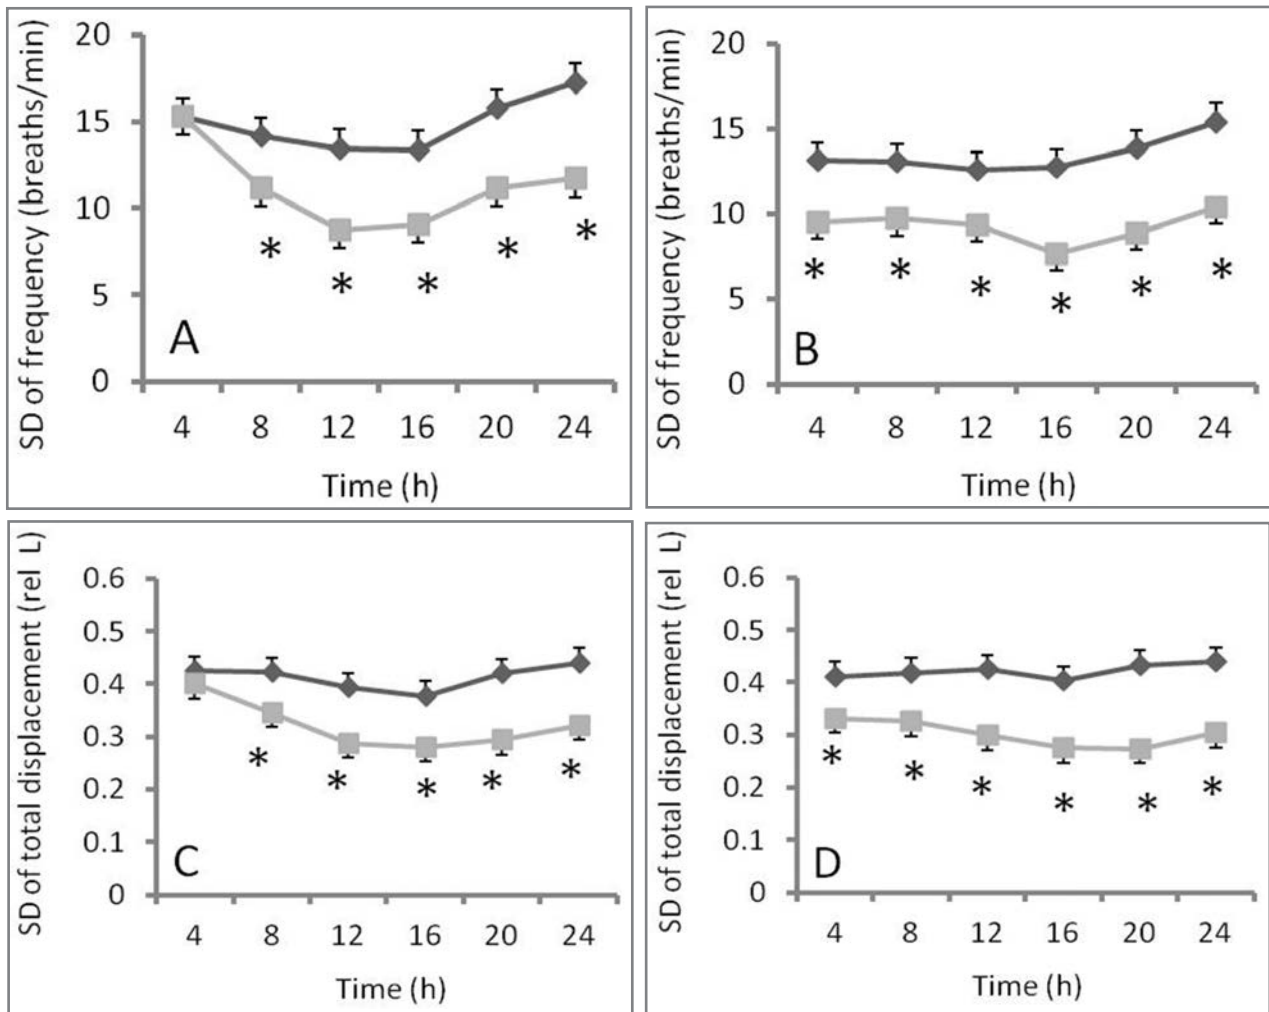 20
15
10
5
0
SD of frequency (breaths/min)
*
*
*
*
*
A
4 8 12 16 20 24
Time (h)
20
15
10
5
0
SD of frequency (breaths/min)
* * * * * *
B
4 8 12 16 20 24
Time (h)
0.6
0.5
0.4
0.3
0.2
0.1
0
SD of total displacement (rel L)
* * * * *
C
4 8 12 16 20 24
Time (h)
0.6
0.5
0.4
0.3
0.2
0.1
0
SD of total displacement (rel L)
* * * * * *
D
4 8 12 16 20 24
Time (h)